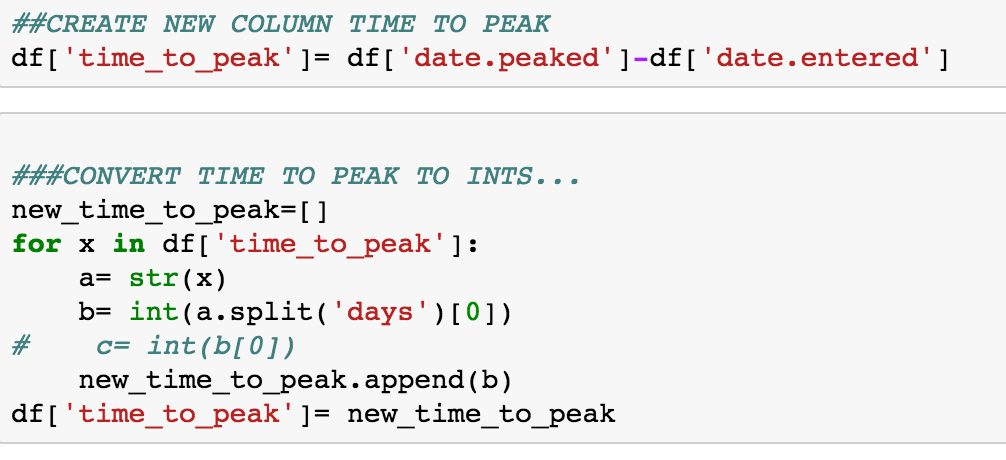 ##CREATE NEW COLUMN TIME TO PEAK
df['time_to_peak']= df['date.peaked']-df['date.entered']
###CONVERT TIME TO PEAK TO INTS...
new_time_to_peak=[]
for x in df['time_to_peak']:
    a= str(x)
    b= int(a.split('days')[0])
#    c= int(b[0])
    new_time_to_peak.append(b)
df['time_to_peak']= new_time_to_peak